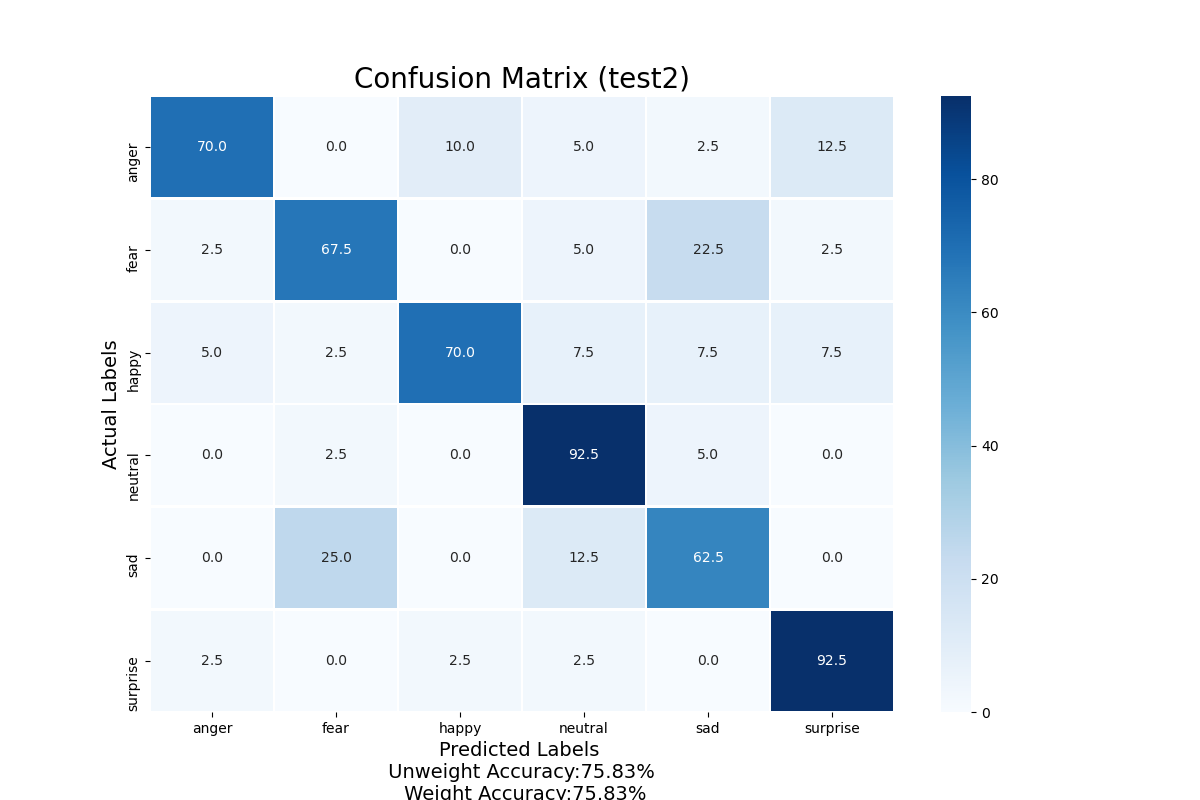 Confusion Matrix (test2)
anger 70.0 0.0 10.0 5.0 2.5 12.5
fear 2.5 67.5 0.0 5.0 22.5 2.5
happy 5.0 2.5 70.0 7.5 7.5 7.5
neutral 0.0 2.5 0.0 92.5 5.0 0.0
sad 0.0 25.0 0.0 12.5 62.5 0.0
surprise 2.5 0.0 2.5 2.5 0.0 92.5
Actual Labels
anger fear happy neutral sad surprise
Predicted Labels
Unweight Accuracy:75.83%
Weight Accuracy:75.83%
80
60
40
20
0